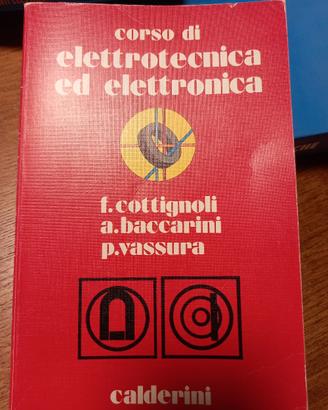 corso di
elettrotecnica
ed elettronica
f.cottignoli
a.baccarini
p.vassura
calderini